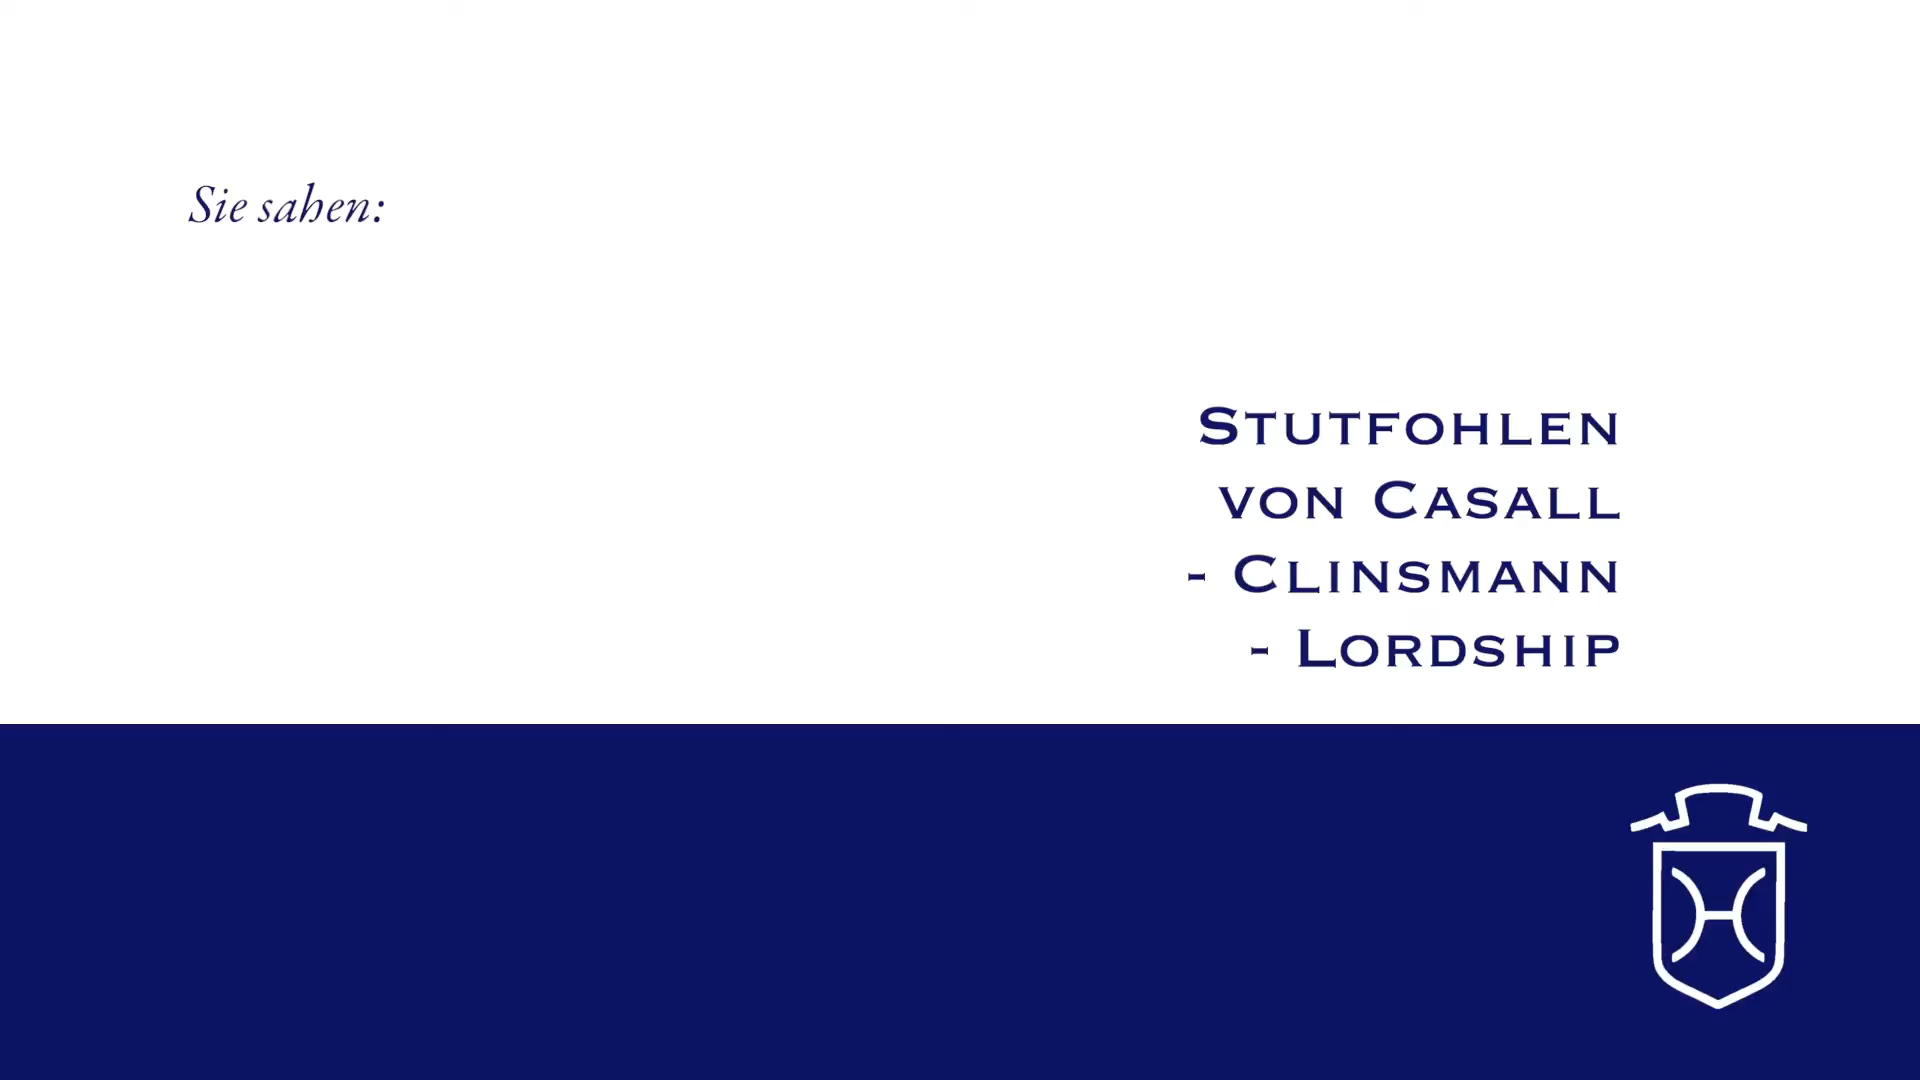 Sie sahen:
Stutfohlen
von Casall
- Clinsmann
- Lordship